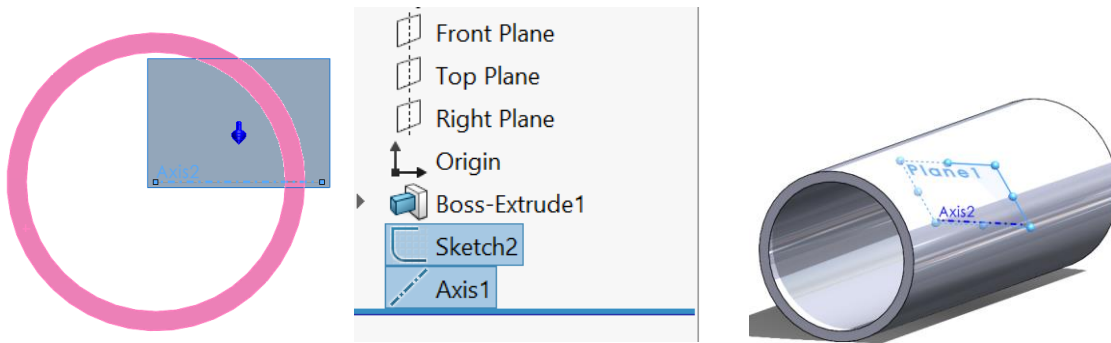 Axis2
Front Plane
Top Plane
Right Plane
Origin
Boss-Extrude1
Sketch2
Axis1
Plane1
Axis2